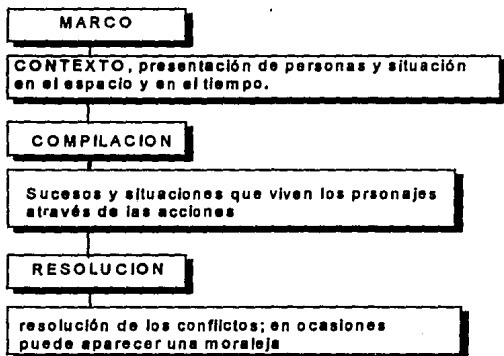 MARCO
CONTEXTO, presentación de personas y situación
en el espacio y en el tiempo.
COMPILACION
Sucesos y situaciones que viven los prsonajes
através de las acciones
RESOLUCION
resolución de los conflictos; en ocasiones
puede aparecer una moraleja